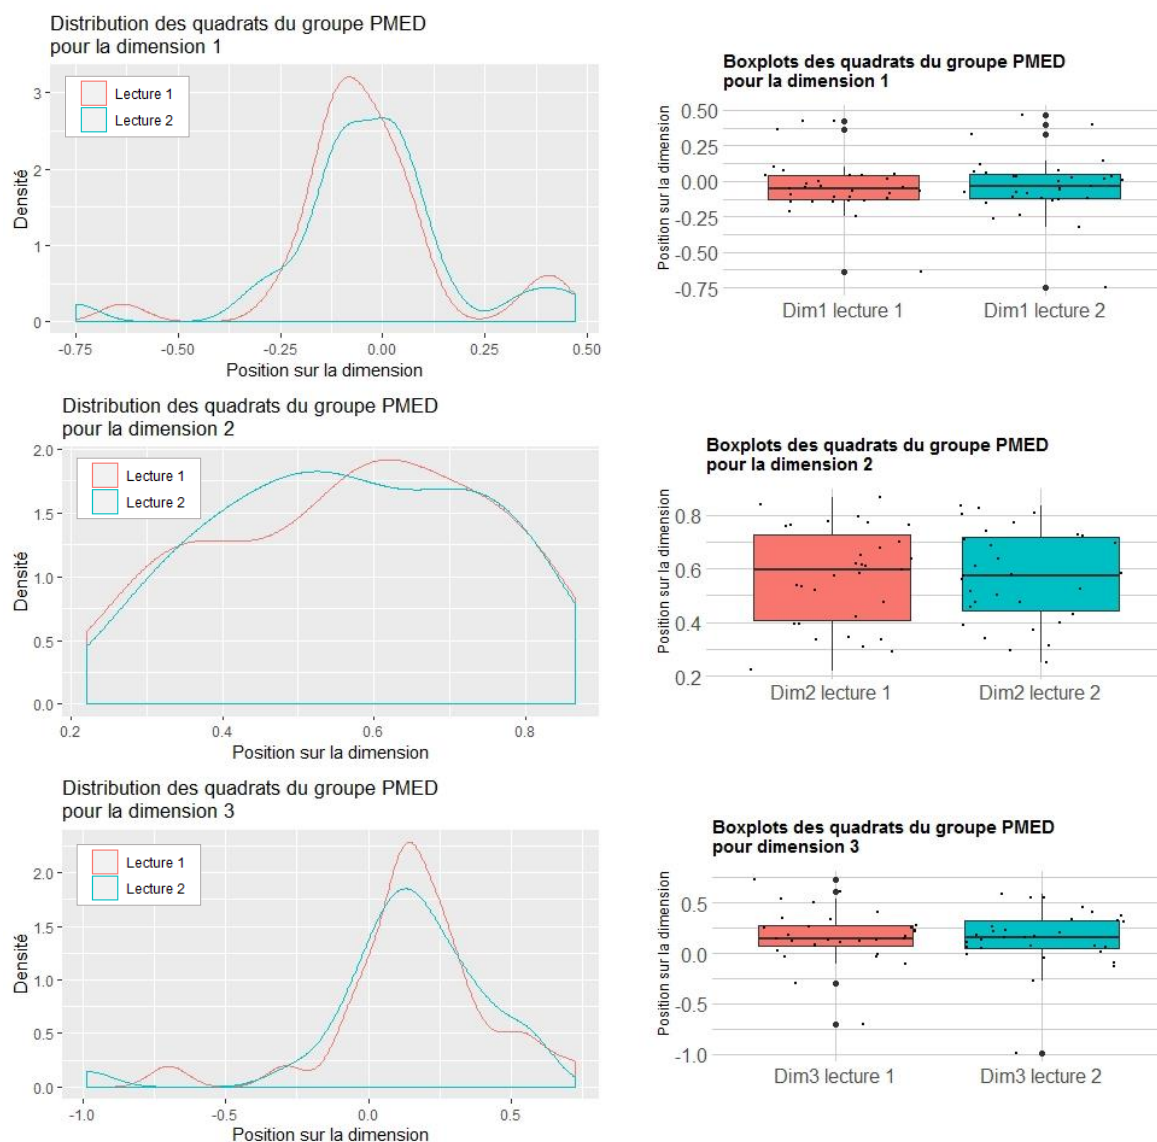 Distribution des quadrats du groupe PMED
pour la dimension 1
Lecture 1
Lecture 2
Densité
3
2
1
0
-0.75
-0.50
-0.25
0.00
0.25
0.50
Position sur la dimension
Boxplots des quadrats du groupe PMED
pour la dimension 1
Position sur la dimension
0.50
0.25
0.00
-0.25
-0.50
-0.75
Dim1 lecture 1
Dim1 lecture 2
Distribution des quadrats du groupe PMED
pour la dimension 2
Lecture 1
Lecture 2
Densité
2.0
1.5
1.0
0.5
0.0
0.2
0.4
0.6
0.8
Position sur la dimension
Boxplots des quadrats du groupe PMED
pour la dimension 2
Position sur la dimension
0.8
0.6
0.4
0.2
Dim2 lecture 1
Dim2 lecture 2
Distribution des quadrats du groupe PMED
pour la dimension 3
Lecture 1
Lecture 2
Densité
2.0
1.5
1.0
0.5
0.0
-1.0
-0.5
0.0
0.5
Position sur la dimension
Boxplots des quadrats du groupe PMED
pour dimension 3
Position sur la dimension
0.5
0.0
-0.5
-1.0
Dim3 lecture 1
Dim3 lecture 2